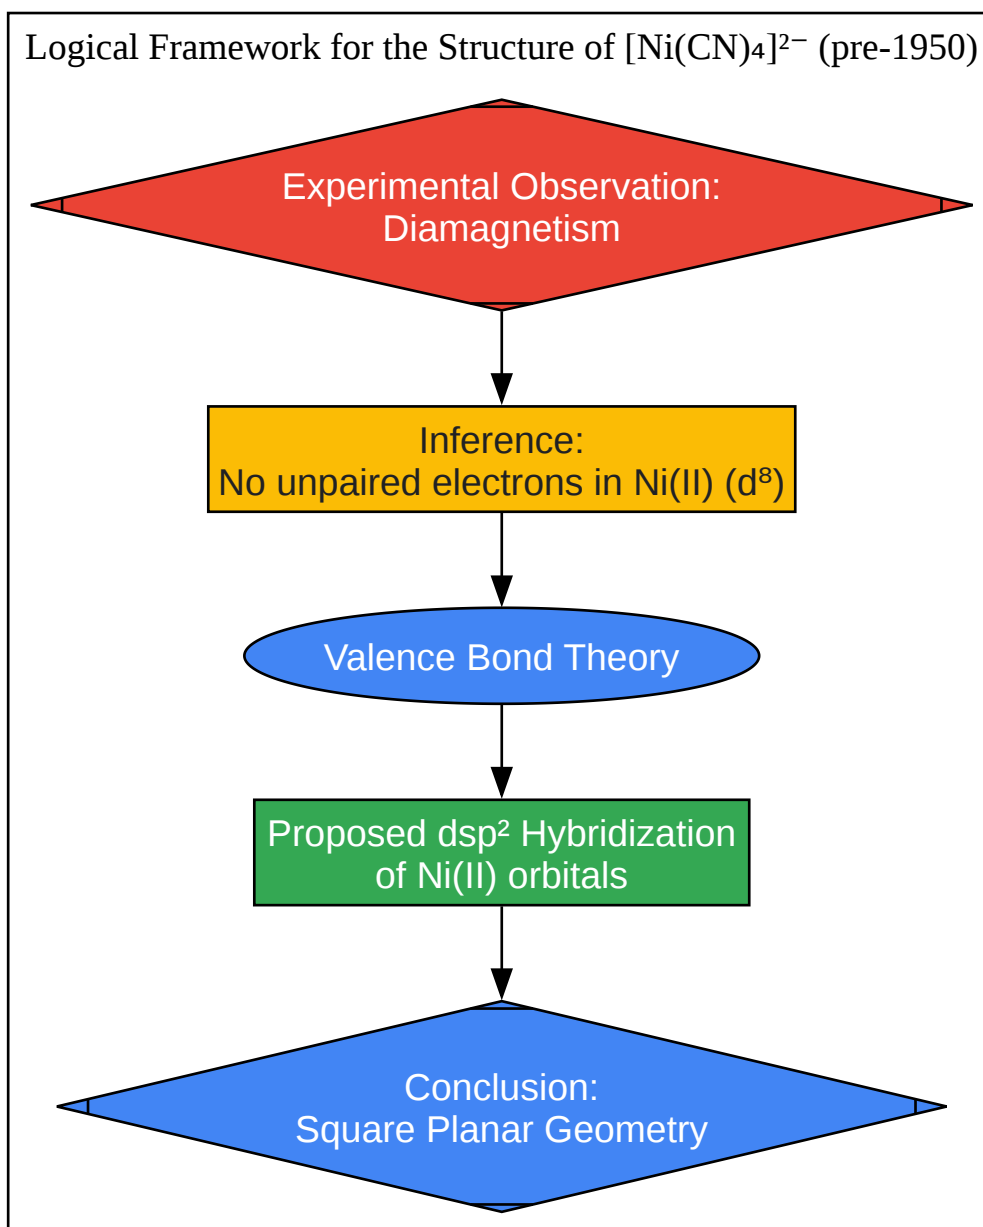 Logical Framework for the Structure of [Ni(CN)₄]²⁻ (pre-1950)
Experimental Observation:
Diamagnetism
Inference:
No unpaired electrons in Ni(II) (d⁸)
Valence Bond Theory
Proposed dsp² Hybridization
of Ni(II) orbitals
Conclusion:
Square Planar Geometry